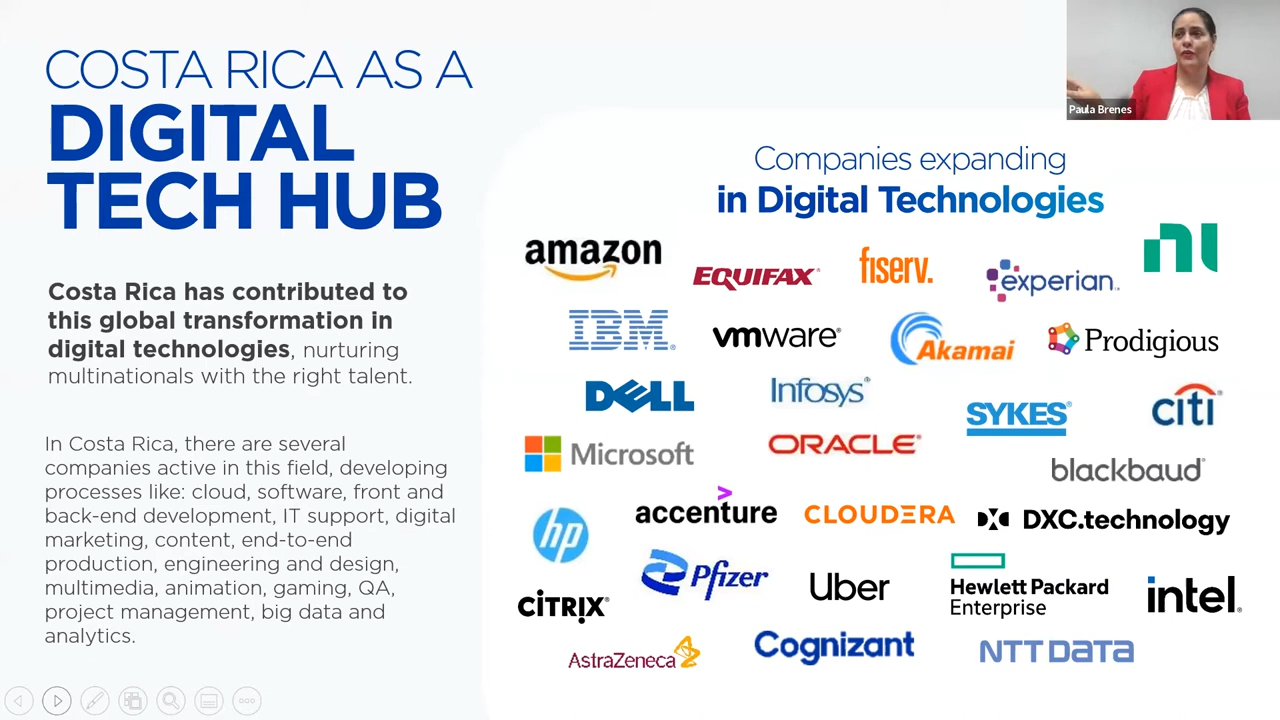 COSTA RICA AS A
DIGITAL
TECH HUB
Costa Rica has contributed to
this global transformation in
digital technologies, nurturing
multinationals with the right talent.
In Costa Rica, there are several
companies active in this field, developing
processes like: cloud, software, front and
back-end development, IT support, digital
marketing, content, end-to-end
production, engineering and design,
multimedia, animation, gaming, QA,
project management, big data and
analytics.
Paula Brenes
Companies expanding
in Digital Technologies
amazon
EQUIFAX®
fiserv.
experian™
ni
IBM®
vmware®
Akamai
Prodigious
DELL
Infosys®
SYKES®
citi®
Microsoft
ORACLE®
blackbaud®
hp
accenture
CLOUDERA
DXC.technology
CITRIX®
Pfizer
Uber
Hewlett Packard
Enterprise
intel®
AstraZeneca
Cognizant
NTT DATA